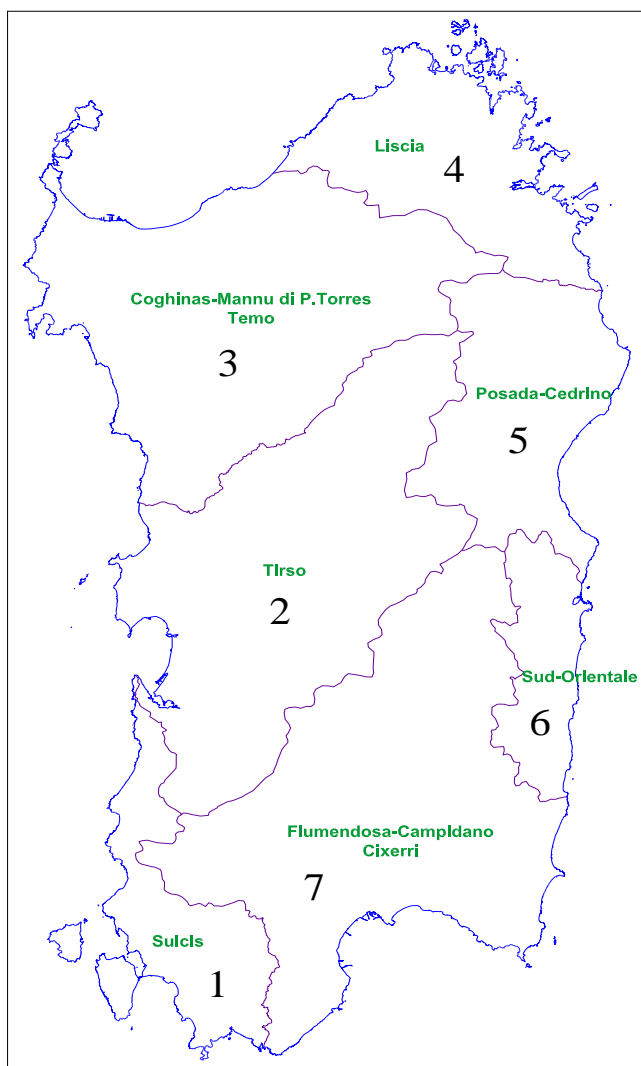 Liscia
4
Coghinas-Mannu di P.Torres
Temo
3
Posada-CedrIno
5
TIrso
2
Sud-Orlentale
6
Flumendosa-CampIdano
Cixerri
7
SulcIs
1